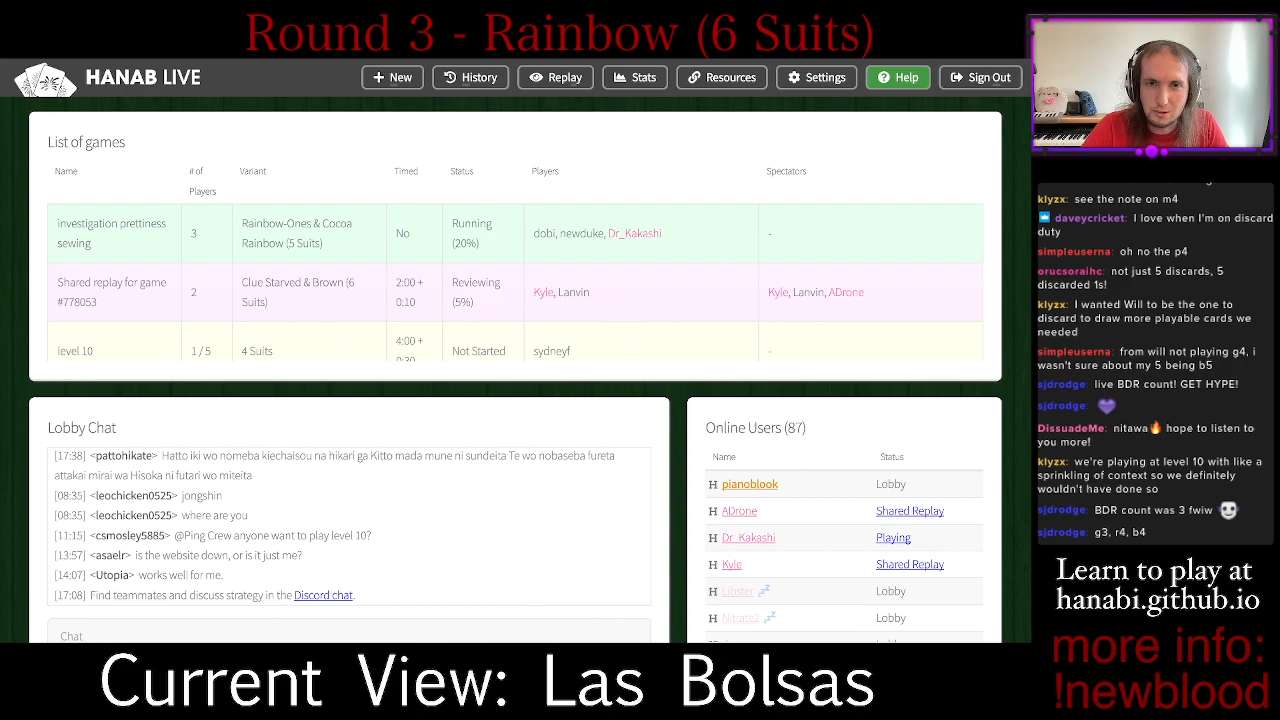 Round 3 - Rainbow (6 Suits)
HANAB LIVE
New
History
Replay
Stats
Resources
Settings
Help
Sign Out
List of games
Name
# of
Players
Variant
Timed
Status
Players
Spectators
investigation prettiness
sewing
3
Rainbow-Ones & Cocoa
Rainbow (5 Suits)
No
Running
(20%)
dobi, newduke, Dr_Kakashi
-
Shared replay for game
#778053
2
Clue Starved & Brown (6
Suits)
2:00 +
0:10
Reviewing
(5%)
Kyle, Lanvin
Kyle, Lanvin, ADrone
level 10
1 / 5
4 Suits
4:00 +
0:30
Not Started
sydneyf
-
Lobby Chat
[17:38] <pattohikate> Hatto iki wo nomeba kiechaisou na hikari ga Kitto mada mune ni sundeita Te wo nobaseba fureta
attakai mirai wa Hisoka ni futari wo miteita
[08:35] <leochicken0525> jongshin
[08:35] <leochicken0525> where are you
[11:15] <csmosley5885> @Ping Crew anyone want to play level 100?
[13:57] <asaelr> is the website down, or is it just me?
[14:07] <Utopia> works well for me.
[17:08] Find teammates and discuss strategy in the Discord chat.
Chat
Online Users (87)
Name
Status
H pianoblook
Lobby
H ADrone
Shared Replay
H Dr_Kakashi
Playing
H Kyle
Shared Replay
H Libster
Lobby
H NitrateZ
Lobby
klyzx: see the note on m4
daveycricket: I love when I'm on discard
duty
simpleuserna: oh no the p4
orucsoraihc: not just 5 discards, 5
discarded 1s!
klyzx: I wanted Will to be the one to
discard to draw more playable cards we
needed
simpleuserna: from will not playing g4, i
wasn't sure about my 5 being b5
sjdrodge: live BDR count! GET HYPE!
sjdrodge:
DissuadeMe: nitawa🔥 hope to listen to
you more!
klyzx: we're playing at level 10 with like a
sprinkling of context so we definitely
wouldn't have done so
sjdrodge: BDR count was 3 fwiw
sjdrodge: g3, r4, b4
Learn to play at
hanabi.github.io
more info:
!newblood
Current View: Las Bolsas